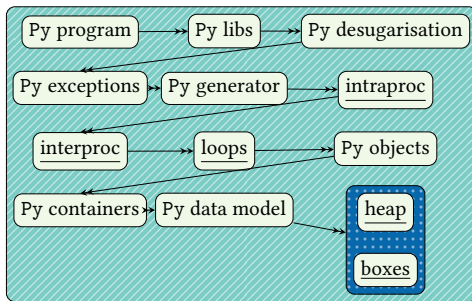 Py program Py libs Py desugarisation
Py exceptions Py generator intraproc
interproc loops Py objects
Py containers Py data model heap
boxes